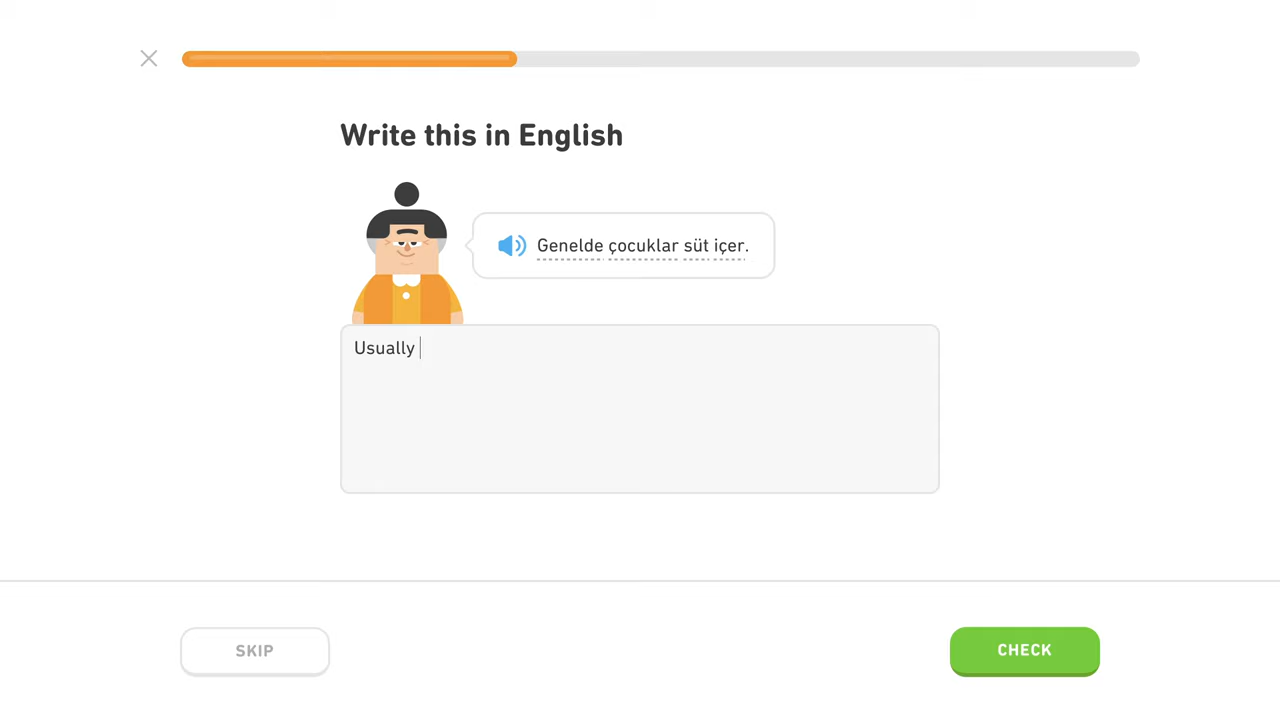 Write this in English
Genelde çocuklar süt içer.
Usually
SKIP
CHECK